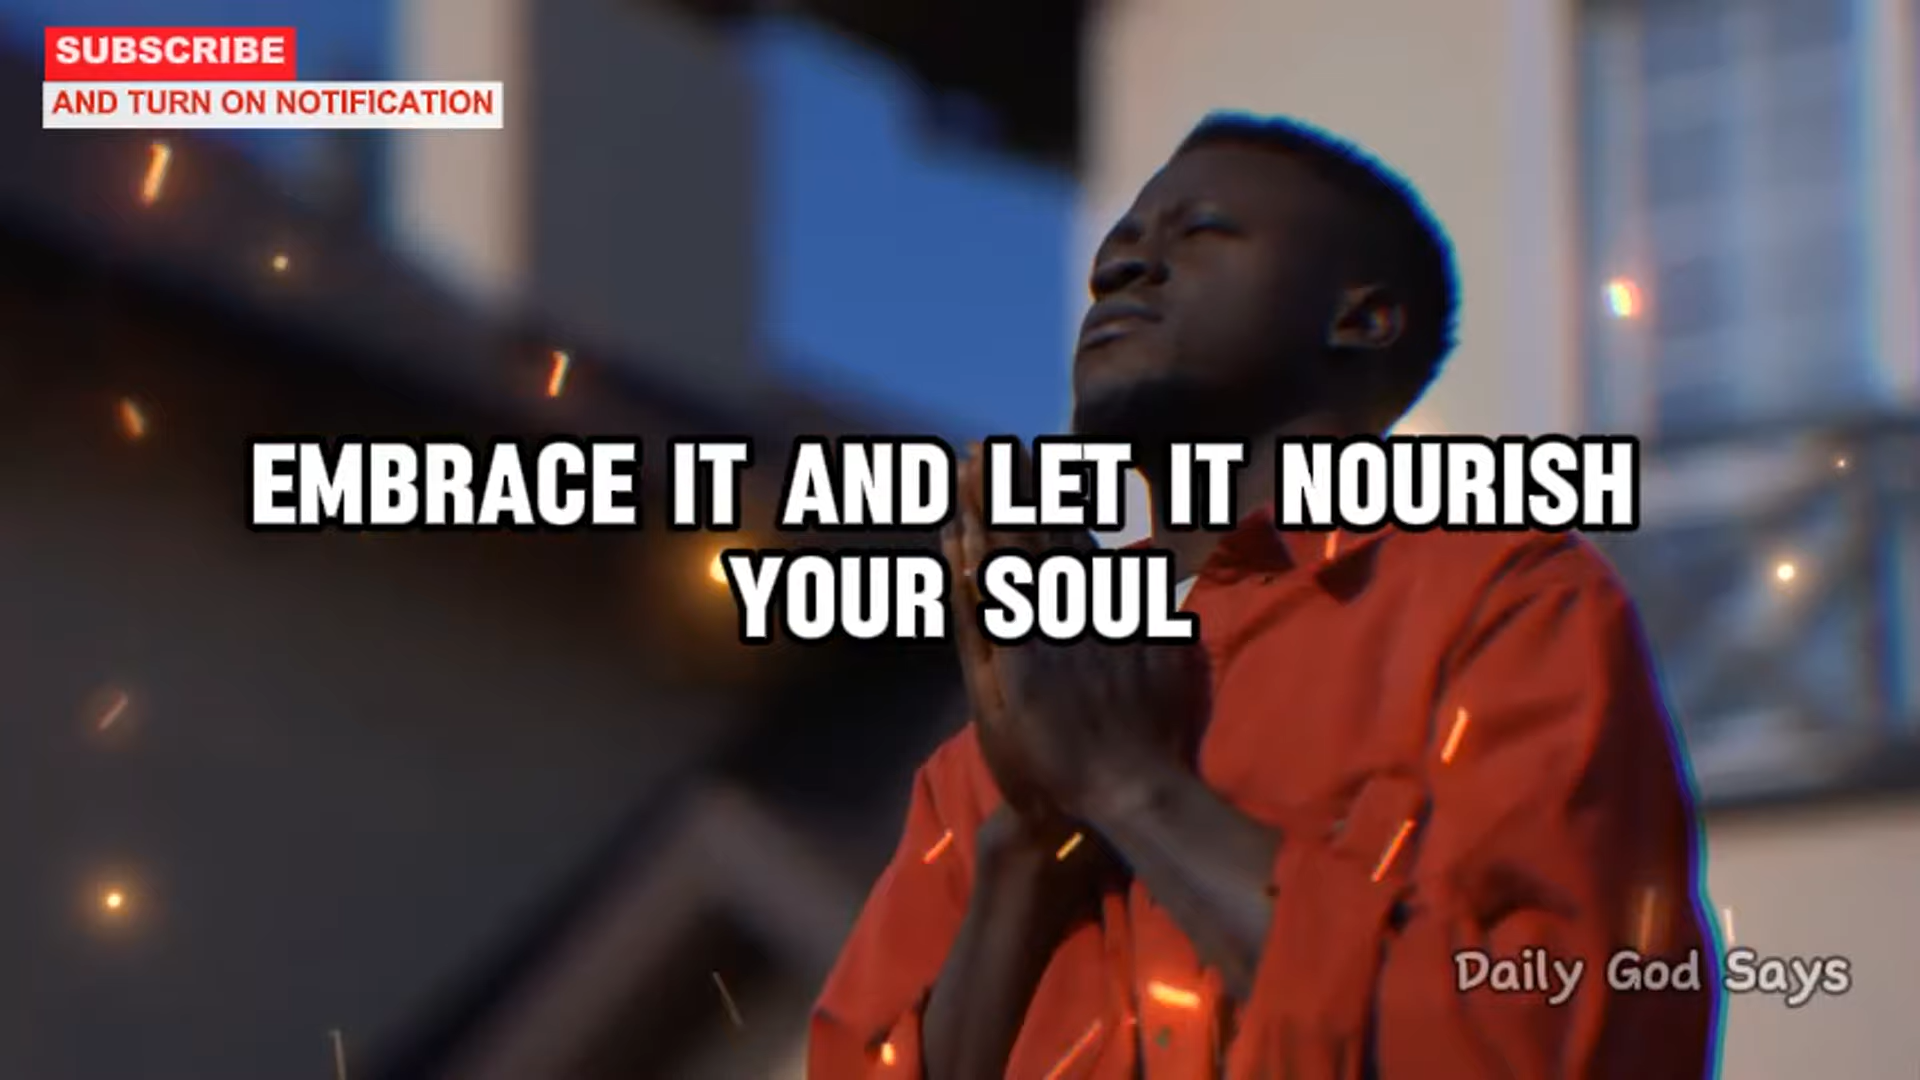 SUBSCRIBE
AND TURN ON NOTIFICATION
EMBRACE IT AND LET IT NOURISH
YOUR SOUL
Daily God Says